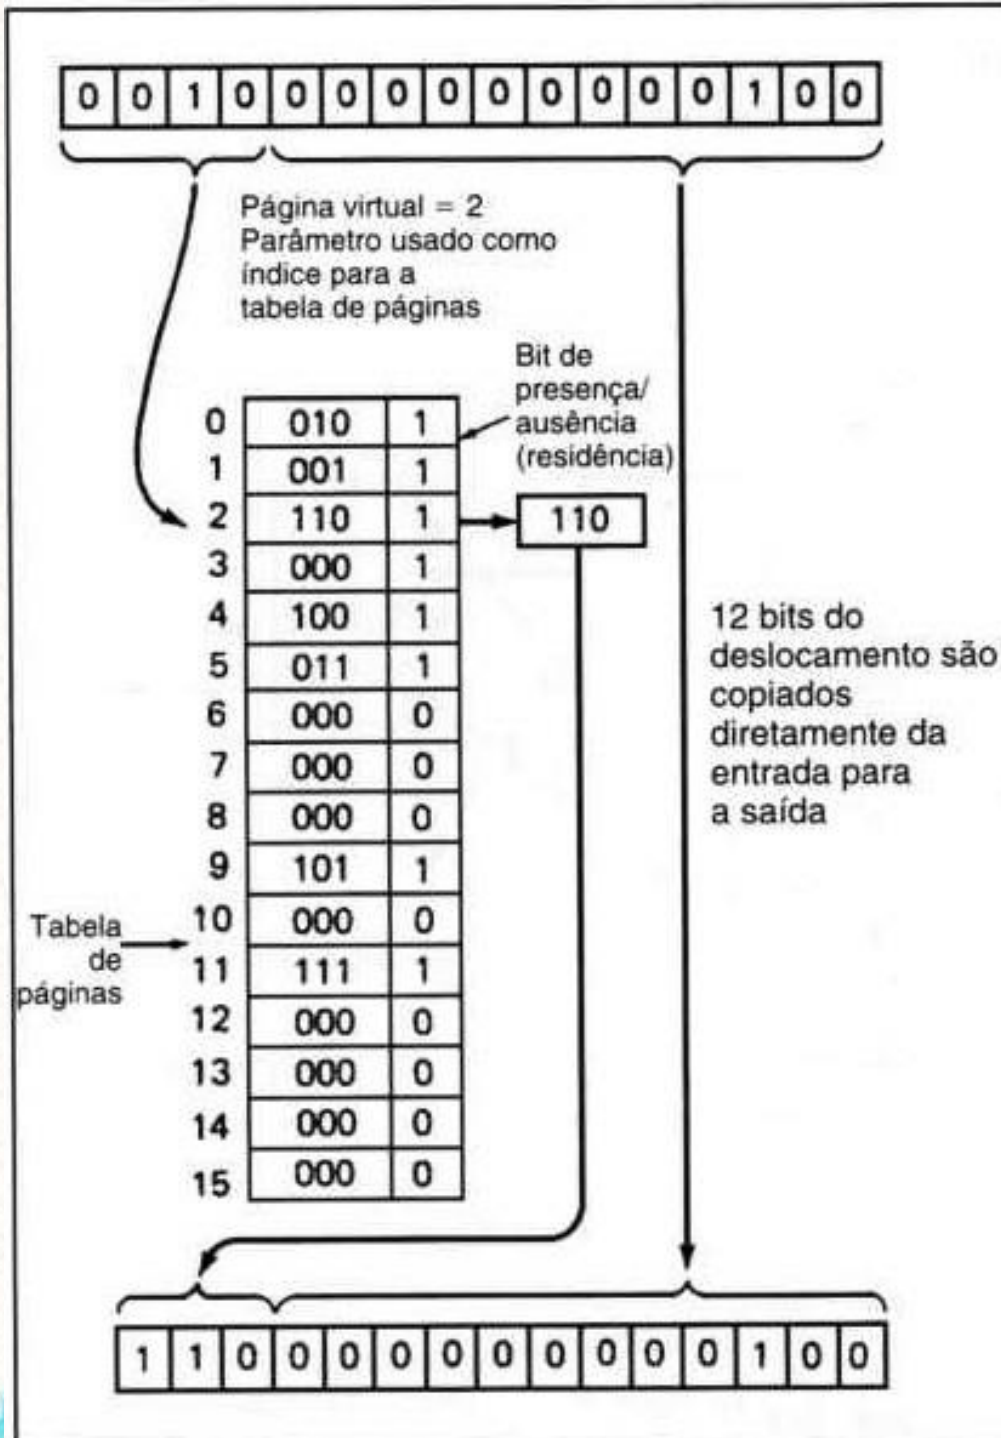 0 0 1 0 0 0 0 0 0 0 0 0 0 1 0 0
Página virtual = 2
Parâmetro usado como
índice para a
tabela de páginas
Bit de
presença/
ausência
(residência)
0 010 1
1 001 1
2 110 1 110
3 000 1
4 100 1
5 011 1
6 000 0
7 000 0
8 000 0
9 101 1
10 000 0
11 111 1
12 000 0
13 000 0
14 000 0
15 000 0
Tabela
de
páginas
12 bits do
deslocamento são
copiados
diretamente da
entrada para
a saída
1 1 0 0 0 0 0 0 0 0 0 0 1 0 0